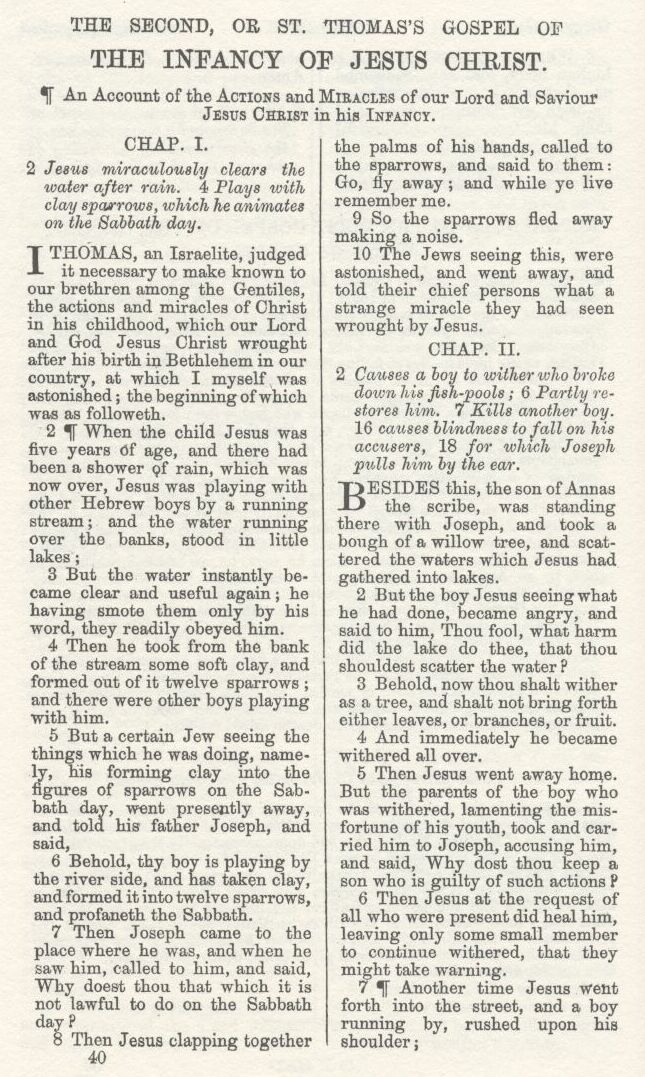 THE SECOND, OR ST. THOMAS'S GOSPEL OF
THE INFANCY OF JESUS CHRIST.
¶ An Account of the ACTIONS and MIRACLES of our Lord and Saviour
JESUS CHRIST in his INFANCY.
CHAP. I.
2 Jesus miraculously clears the
water after rain. 4 Plays with
clay sparrows, which he animates
on the Sabbath day.
I THOMAS, an Israelite, judged
it necessary to make known to
our brethren among the Gentiles,
the actions and miracles of Christ
in his childhood, which our Lord
and God Jesus Christ wrought
after his birth in Bethlehem in our
country, at which I myself was
astonished; the beginning of which
was as followeth.
2 ¶ When the child Jesus was
five years of age, and there had
been a shower of rain, which was
now over, Jesus was playing with
other Hebrew boys by a running
stream; and the water running
over the banks, stood in little
lakes;
3 But the water instantly be-
came clear and useful again; he
having smote them only by his
word, they readily obeyed him.
4 Then he took from the bank
of the stream some soft clay, and
formed out of it twelve sparrows;
and there were other boys playing
with him.
5 But a certain Jew seeing the
things which he was doing, name-
ly, his forming clay into the
figures of sparrows on the Sab-
bath day, went presently away,
and told his father Joseph, and
said,
6 Behold, thy boy is playing by
the river side, and has taken clay,
and formed it into twelve sparrows,
and profaneth the Sabbath.
7 Then Joseph came to the
place where he was, and when he
saw him, called to him, and said,
Why doest thou that which it is
not lawful to do on the Sabbath
day?
8 Then Jesus clapping together
40
the palms of his hands, called to
the sparrows, and said to them:
Go, fly away; and while ye live
remember me.
9 So the sparrows fled away
making a noise.
10 The Jews seeing this, were
astonished, and went away, and
told their chief persons what a
strange miracle they had seen
wrought by Jesus.
CHAP. II.
2 Causes a boy to wither who broke
down his fish-pools; 6 Partly re-
stores him. 7 Kills another boy.
16 causes blindness to fall on his
accusers, 18 for which Joseph
pulls him by the ear.
BESIDES this, the son of Annas
the scribe, was standing
there with Joseph, and took a
bough of a willow tree, and scat-
tered the waters which Jesus had
gathered into lakes.
2 But the boy Jesus seeing what
he had done, became angry, and
said to him, Thou fool, what harm
did the lake do thee, that thou
shouldest scatter the water?
3 Behold, now thou shalt wither
as a tree, and shalt not bring forth
either leaves, or branches, or fruit.
4 And immediately he became
withered all over.
5 Then Jesus went away home.
But the parents of the boy who
was withered, lamenting the mis-
fortune of his youth, took and car-
ried him to Joseph, accusing him,
and said, Why dost thou keep a
son who is guilty of such actions?
6 Then Jesus at the request of
all who were present did heal him,
leaving only some small member
to continue withered, that they
might take warning.
7 ¶ Another time Jesus went
forth into the street, and a boy
running by, rushed upon his
shoulder;